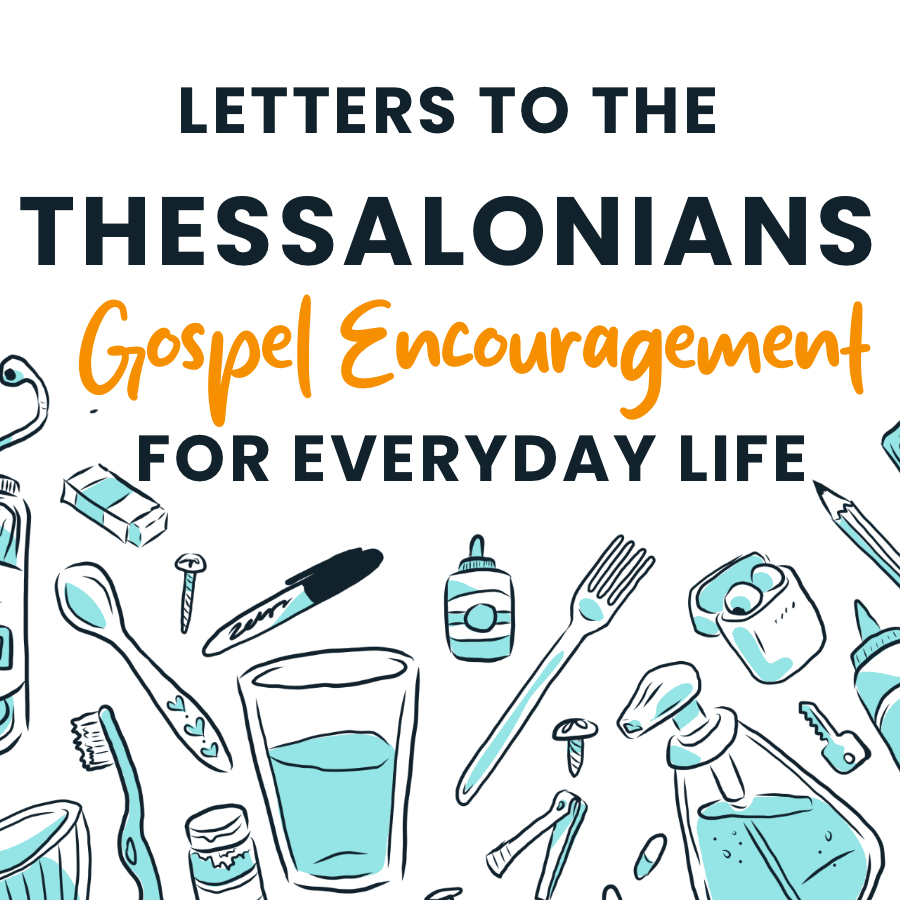 LETTERS TO THE
THESSALONIANS
Gospel Encouragement
FOR EVERYDAY LIFE